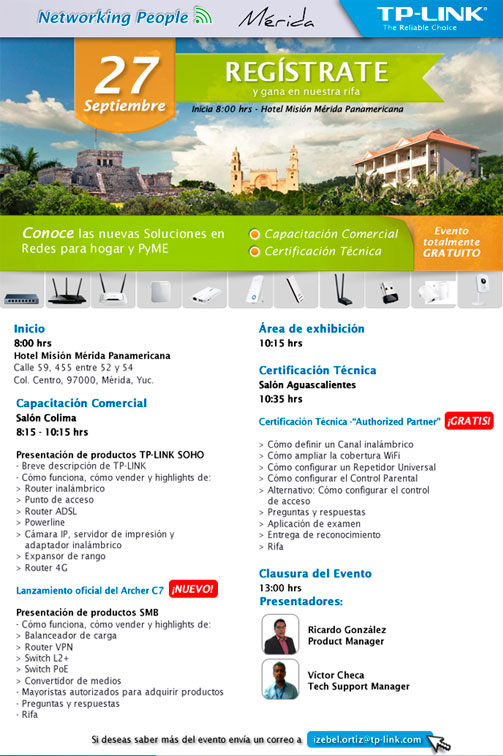 Networking People
Mérida
TP-LINK®
The Reliable Choice
27
Septiembre
REGÍSTRATE
y gana en nuestra rifa
Inicia 8:00 hrs - Hotel Misión Mérida Panamericana
Conoce las nuevas Soluciones en
Redes para hogar y PyME
Capacitación Comercial
Certificación Técnica
Evento
totalmente
GRATUITO
Inicio
8:00 hrs
Hotel Misión Mérida Panamericana
Calle 59, 455 entre 52 y 54
Col. Centro, 97000, Mérida, Yuc.
Capacitación Comercial
Salón Colima
8:15 - 10:15 hrs
Presentación de productos TP-LINK SOHO
- Breve descripción de TP-LINK
- Cómo funciona, cómo vender y highlights de:
> Router inalámbrico
> Punto de acceso
> Router ADSL
> Powerline
> Cámara IP, servidor de impresión y
adaptador inalámbrico
> Expansor de rango
> Router 4G
Lanzamiento oficial del Archer C7 ¡NUEVO!
Presentación de productos SMB
- Cómo funciona, cómo vender y highlights de:
> Balanceador de carga
> Router VPN
> Switch L2+
> Switch PoE
> Convertidor de medios
- Mayoristas autorizados para adquirir productos
- Preguntas y respuestas
- Rifa
Área de exhibición
10:15 hrs
Certificación Técnica
Salón Aguascalientes
10:35 hrs
Certificación Técnica -"Authorized Partner" ¡GRATIS!
> Cómo definir un Canal inalámbrico
> Cómo ampliar la cobertura WiFi
> Cómo configurar un Repetidor Universal
> Cómo configurar el Control Parental
> Alternativo: Cómo configurar el control
de acceso
> Preguntas y respuestas
> Aplicación de examen
> Entrega de reconocimiento
> Rifa
Clausura del Evento
13:00 hrs
Presentadores:
Ricardo González
Product Manager
Víctor Checa
Tech Support Manager
Si deseas saber más del evento envía un correo a izebel.ortiz@tp-link.com